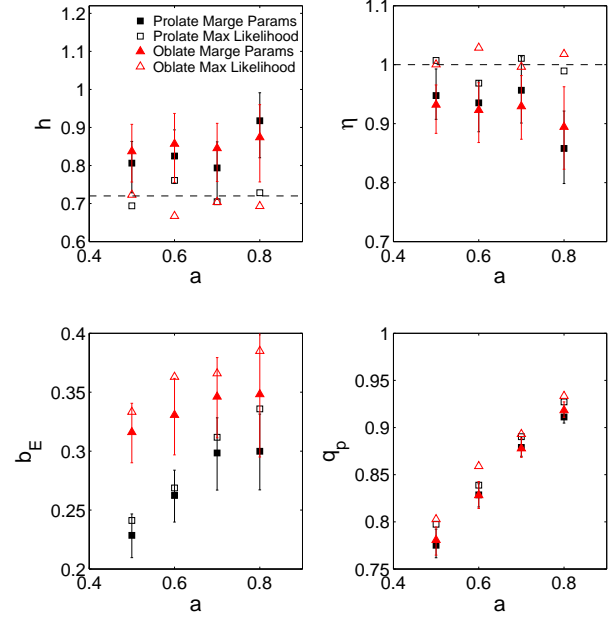 1.2
1.1
1
0.9
0.8
0.7
0.6
h
0.4
0.6
0.8
a
Prolate Marge Params
Prolate Max Likelihood
Oblate Marge Params
Oblate Max Likelihood
1.1
1
0.9
0.8
0.7
η
0.4
0.6
0.8
a
0.4
0.35
0.3
0.25
0.2
b_E
0.4
0.6
0.8
a
1
0.95
0.9
0.85
0.8
0.75
q_p
0.4
0.6
0.8
a